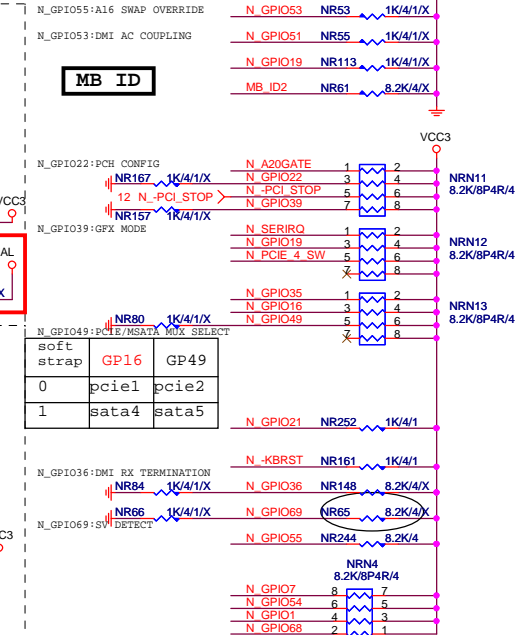 N_GPIO55:A16 SWAP OVERRIDE N_GPIO53 NR53 1K/4/1/X
N_GPIO53:DMI AC COUPLING N_GPIO51 NR55 1K/4/1/X
N_GPIO19 NR113 1K/4/1/X
MB ID
MB_ID2 NR61 8.2K/4/X
VCC3
N_GPIO22:PCH CONFIG N_A20GATE 1 2
NR167 1K/4/1/X N_GPIO22 3 4 NRN11
12 N_-PCI_STOP N_-PCI_STOP 5 6 8.2K/8P4R/4
NR157 1K/4/1/X N_GPIO39 7 8
VCC3
N_GPIO39:GFX MODE N_SERIRQ 1 2
N_GPIO19 3 4 NRN12
AL N_PCIE_4_SW 5 6 8.2K/8P4R/4
7 8
X
N_GPIO35 1 2
N_GPIO16 3 4 NRN13
NR80 1K/4/1/X N_GPIO49 5 6 8.2K/8P4R/4
N_GPIO49:PCIE/MSATA MUX SELECT 7 8
soft
strap GP16 GP49
0 pcie1 pcie2
1 sata4 sata5
N_GPIO21 NR252 1K/4/1
N_-KBRST NR161 1K/4/1
N_GPIO36:DMI RX TERMINATION
NR84 1K/4/1/X N_GPIO36 NR148 8.2K/4/X
NR66 1K/4/1/X N_GPIO69 NR65 8.2K/4/X
N_GPIO69:SV DETECT
C3
N_GPIO55 NR244 8.2K/4
NRN4
8.2K/8P4R/4
N_GPIO7 8 7
N_GPIO54 6 5
N_GPIO1 4 3
N_GPIO68 2 1